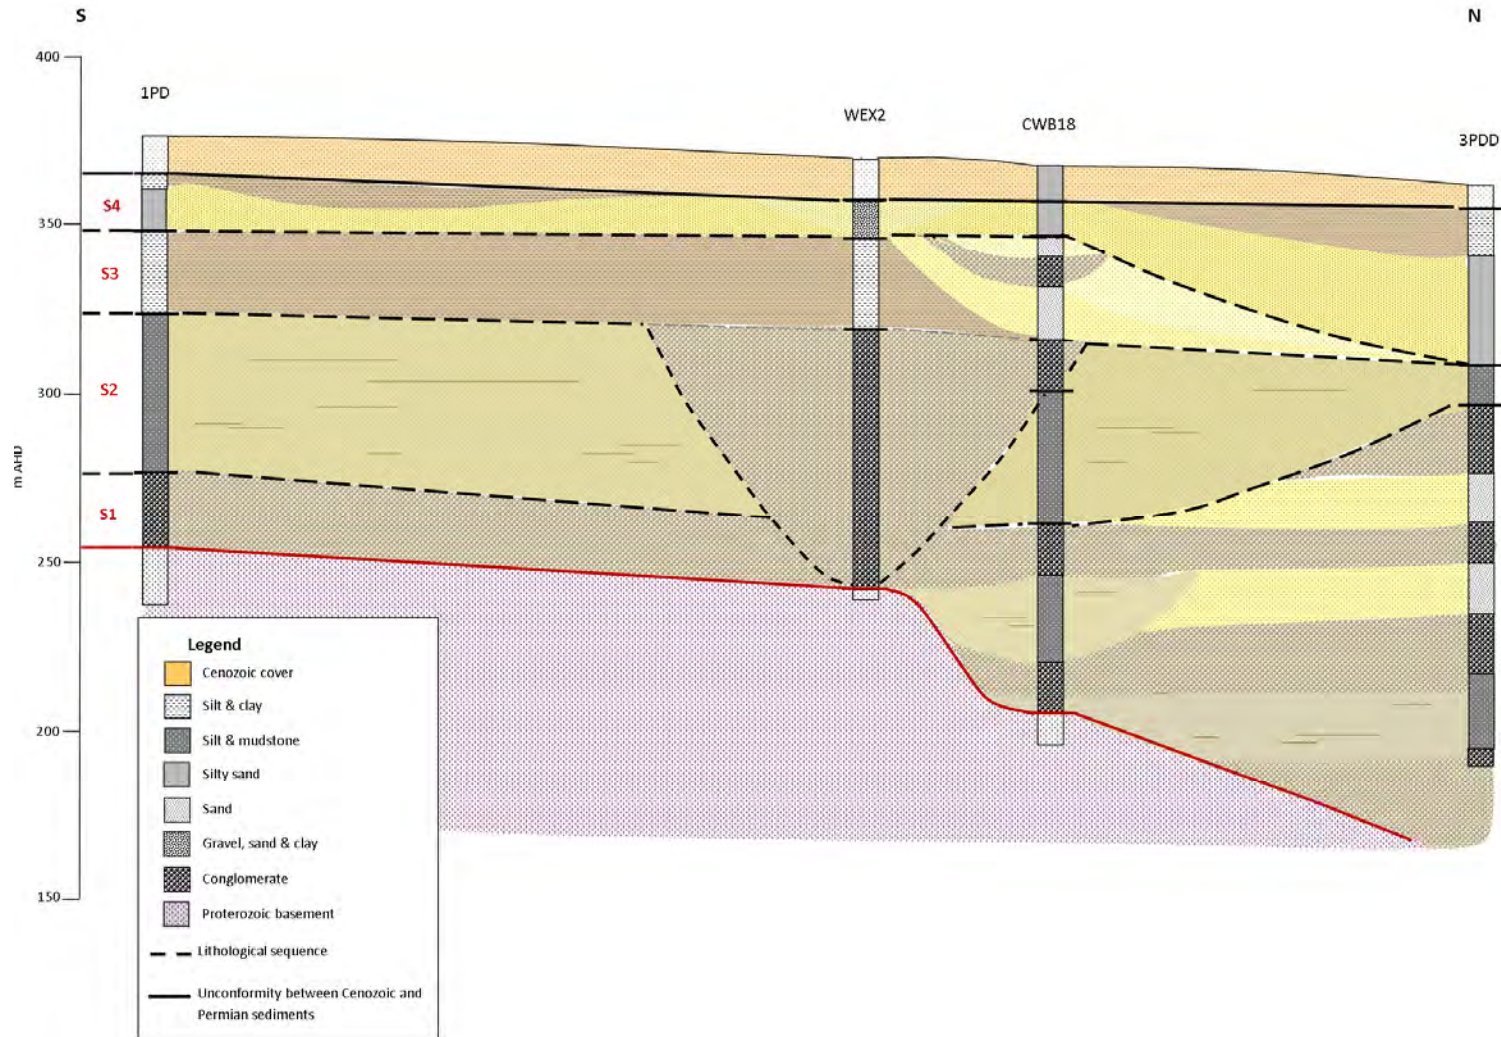 S
N
400
1PD
WEX2
CWB18
3PDD
S4
350
S3
S2
300
m AHD
S1
250
200
150
Legend
Cenozoic cover
Silt & clay
Silt & mudstone
Silty sand
Sand
Gravel, sand & clay
Conglomerate
Proterozoic basement
Lithological sequence
Unconformity between Cenozoic and
Permian sediments